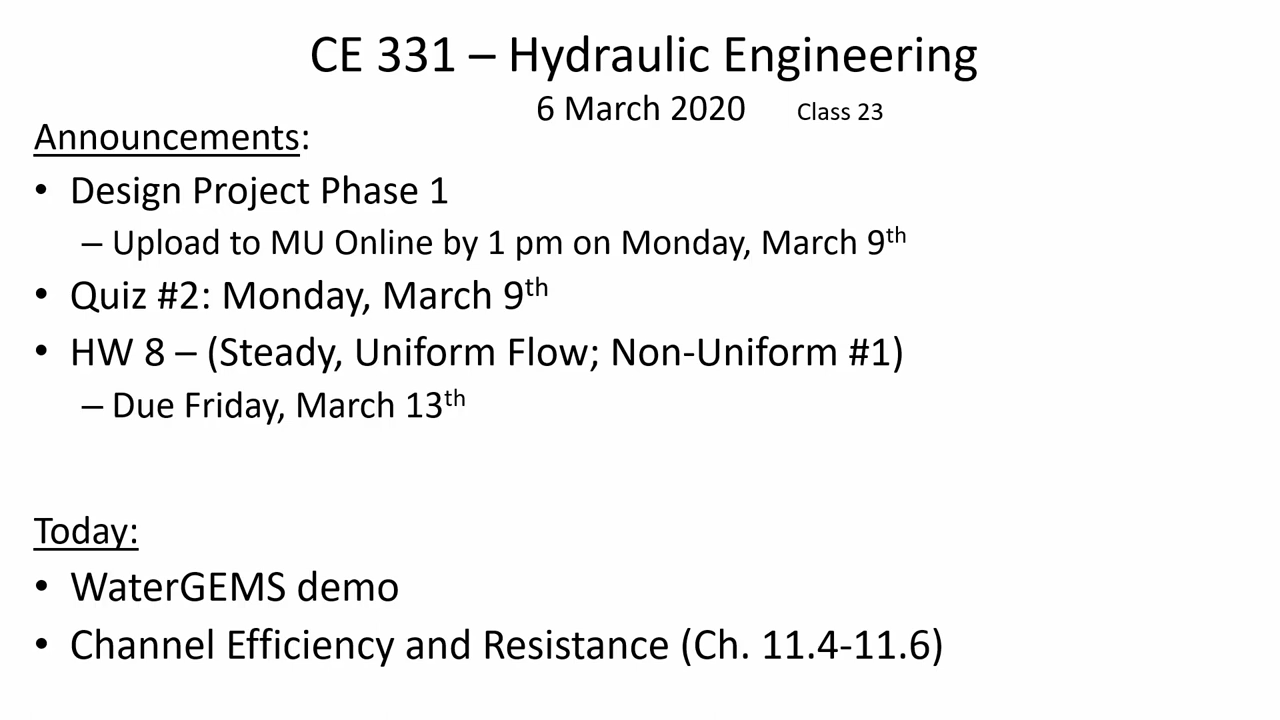 CE 331 – Hydraulic Engineering
6 March 2020 Class 23
Announcements:
• Design Project Phase 1
– Upload to MU Online by 1 pm on Monday, March 9th
• Quiz #2: Monday, March 9th
• HW 8 – (Steady, Uniform Flow; Non-Uniform #1)
– Due Friday, March 13th
Today:
• WaterGEMS demo
• Channel Efficiency and Resistance (Ch. 11.4-11.6)